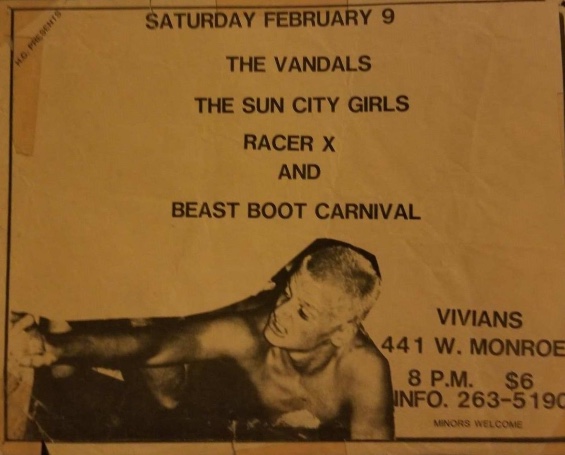 H.D. PRESENTS
SATURDAY FEBRUARY 9
THE VANDALS
THE SUN CITY GIRLS
RACER X
AND
BEAST BOOT CARNIVAL
VIVIANS
441 W. MONROE
8 P.M. $6
INFO. 263-5190
MINORS WELCOME